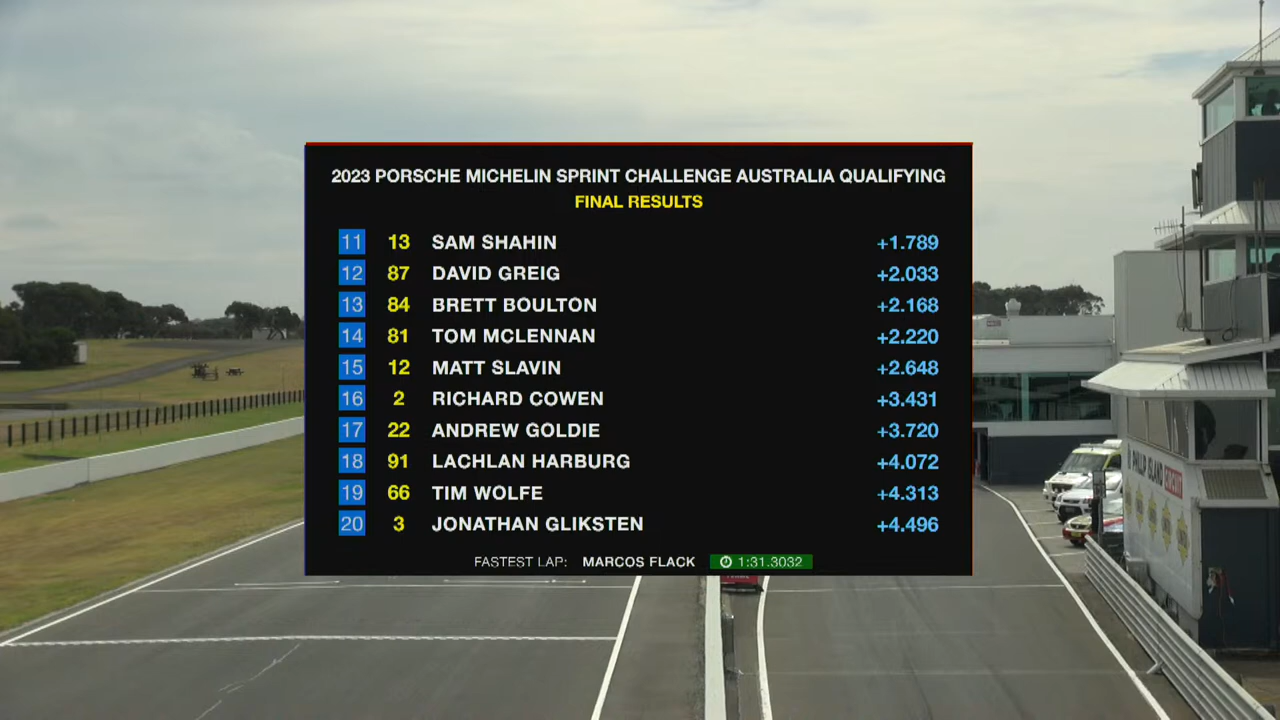 2023 PORSCHE MICHELIN SPRINT CHALLENGE AUSTRALIA QUALIFYING
FINAL RESULTS
11 13 SAM SHAHIN +1.789
12 87 DAVID GREIG +2.033
13 84 BRETT BOULTON +2.168
14 81 TOM MCLENNAN +2.220
15 12 MATT SLAVIN +2.648
16 2 RICHARD COWEN +3.431
17 22 ANDREW GOLDIE +3.720
18 91 LACHLAN HARBURG +4.072
19 66 TIM WOLFE +4.313
20 3 JONATHAN GLIKSTEN +4.496
FASTEST LAP: MARCOS FLACK 1:31.3032
PHILLIP ISLAND CIRCUIT